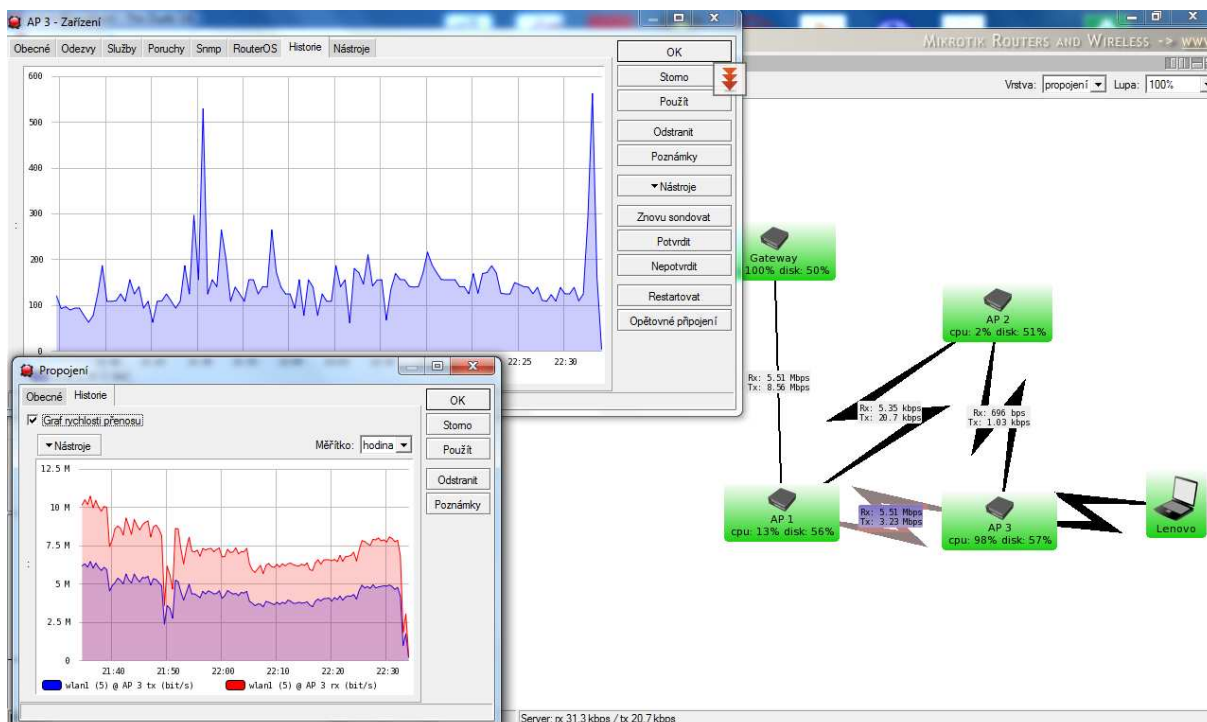 AP 3 - Zařízení
Obecné Odezvy Služby Poruchy Snmp RouterOS Historie Nástroje
600
500
400
300
200
100
0
22:25 22:30
OK
Storno
Použít
Odstranit
Poznámky
Nástroje
Znovu sondovat
Potvrdit
Nepotvrdit
Restartovat
Opětovné připojení
MIKROTIK ROUTERS AND WIRELESS -> WWW
Vrstva: propojení Lupa: 100%
Gateway
100% disk: 50%
AP 2
cpu: 2% disk: 51%
Rx: 5.51 Mbps
Tx: 8.56 Mbps
Rx: 5.35 kbps
Tx: 20.7 kbps
Rx: 696 bps
Tx: 1.03 kbps
AP 1
cpu: 13% disk: 56%
Rx: 5.51 Mbps
Tx: 3.23 Mbps
AP 3
cpu: 98% disk: 57%
Lenovo
Propojení
Obecné Historie
Graf rychlosti přenosu
Nástroje
Měřítko: hodina
12.5 M
10 M
7.5 M
5 M
2.5 M
0
21:40 21:50 22:00 22:10 22:20 22:30
wlan1 (5) @ AP 3 tx (bit/s) wlan1 (5) @ AP 3 rx (bit/s)
OK
Storno
Použít
Odstranit
Poznámky
Server: rx 31.3 kbps / tx 20.7 kbps